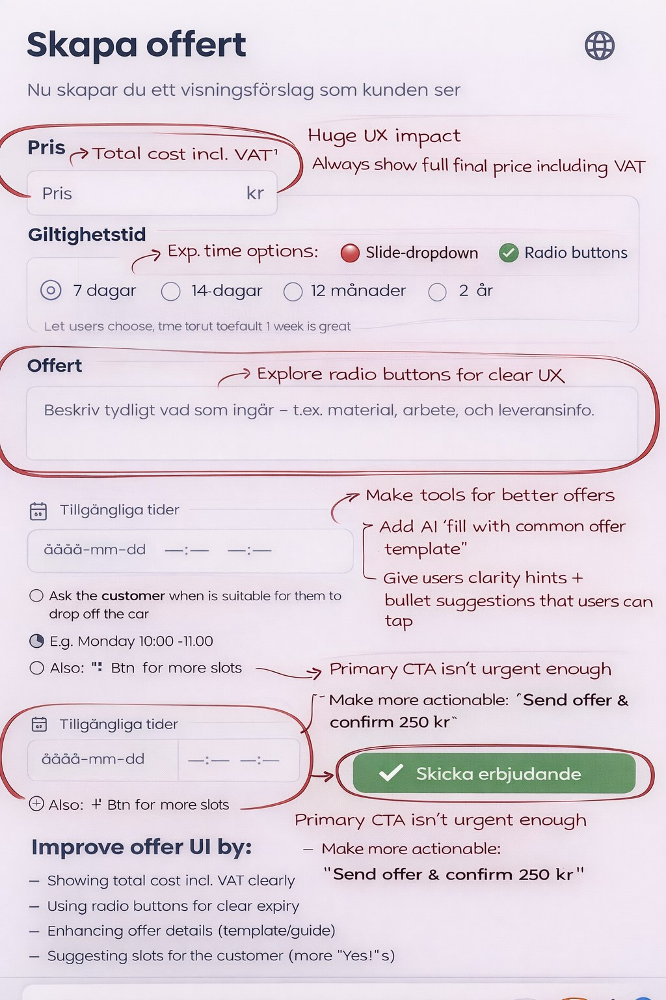 Skapa offert
Nu skapar du ett visningsförslag som kunden ser
Huge UX impact
Pris
Total cost incl. VAT¹
Always show full final price including VAT
Pris kr
Giltighetstid
Exp. time options: Slide-dropdown Radio buttons
7 dagar 14-dagar 12 månader 2 år
Let users choose, tme torut toefault 1 week is great
Offert
Explore radio buttons for clear UX
Beskriv tydligt vad som ingår – t.ex. material, arbete, och leveransinfo.
Make tools for better offers
Tillgängliga tider
Add AI 'fill with common offer
template"
åååå-mm-dd —:— —:—
Give users clarity hints +
bullet suggestions that users can
tap
Ask the customer when is suitable for them to
drop off the car
E.g. Monday 10:00 -11.00
Also: ": Btn for more slots
Primary CTA isn't urgent enough
Make more actionable: ´Send offer &
confirm 250 kr`
Tiligängliga tider
åååå-mm-dd —:— —:—
Skicka erbjudande
Also: + Btn for more slots
Primary CTA isn't urgent enough
– Make more actionable:
"Send offer & confirm 250 kr"
Improve offer UI by:
– Showing total cost incl. VAT clearly
– Using radio buttons for clear expiry
– Enhancing offer details (template/guide)
– Suggesting slots for the customer (more "Yes!"s)